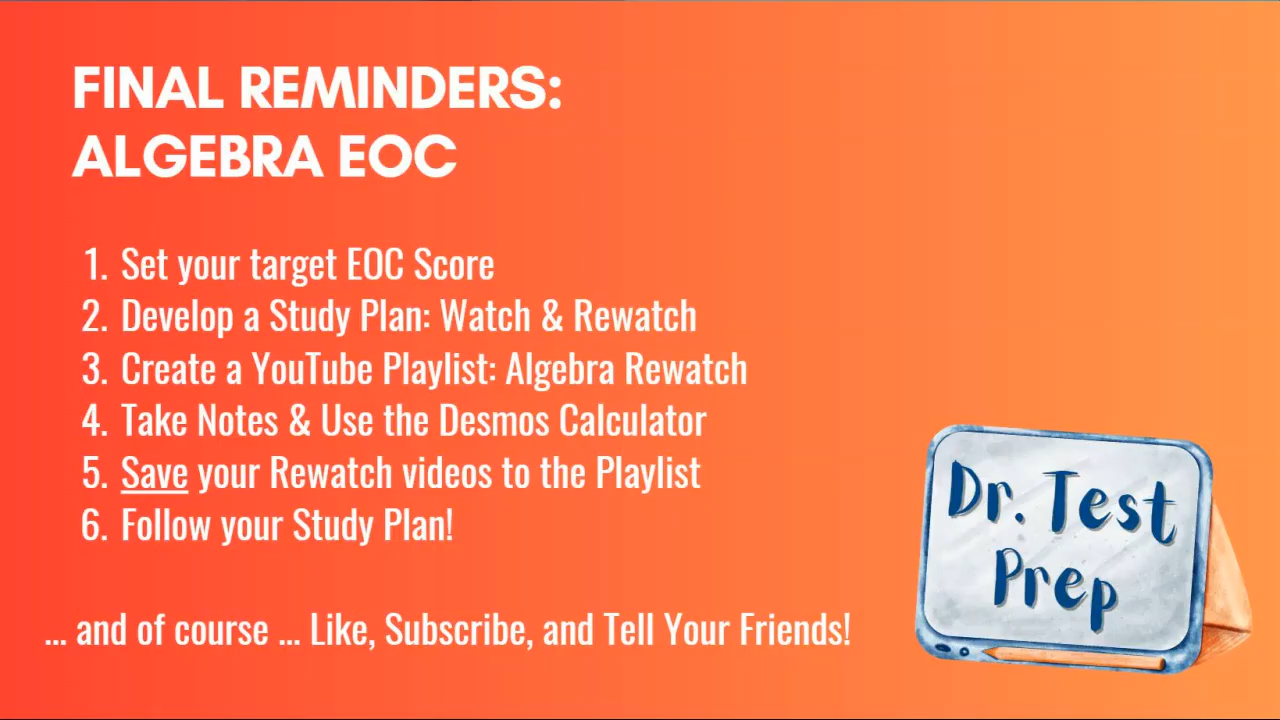 FINAL REMINDERS:
ALGEBRA EOC
1. Set your target EOC Score
2. Develop a Study Plan: Watch & Rewatch
3. Create a YouTube Playlist: Algebra Rewatch
4. Take Notes & Use the Desmos Calculator
5. Save your Rewatch videos to the Playlist
6. Follow your Study Plan!
... and of course ... Like, Subscribe, and Tell Your Friends!
Dr. Test
Prep